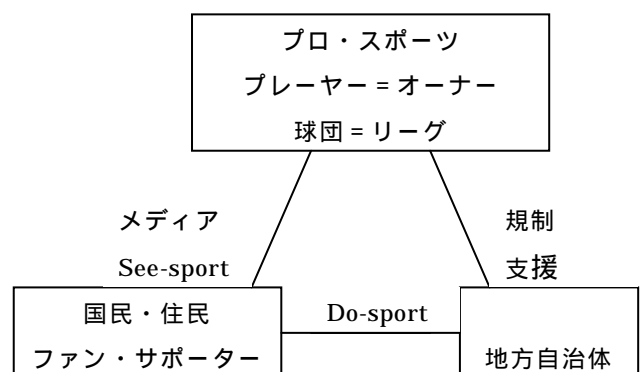 プロ・スポーツ
プレーヤー = オーナー
球団 = リーグ
メディア
See-sport
規制
支援
国民・住民
ファン・サポーター
Do-sport
地方自治体